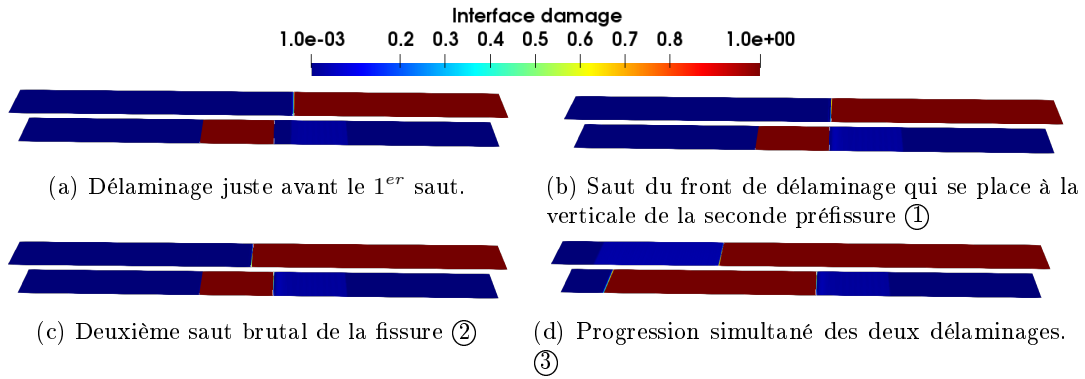 Interface damage
1.0e-03 0.2 0.3 0.4 0.5 0.6 0.7 0.8 1.0e+00
(a) Délaminage juste avant le 1er saut.
(b) Saut du front de délaminage qui se place à la
verticale de la seconde préfissure ①
(c) Deuxième saut brutal de la fissure ②
(d) Progression simultané des deux délaminages.
③